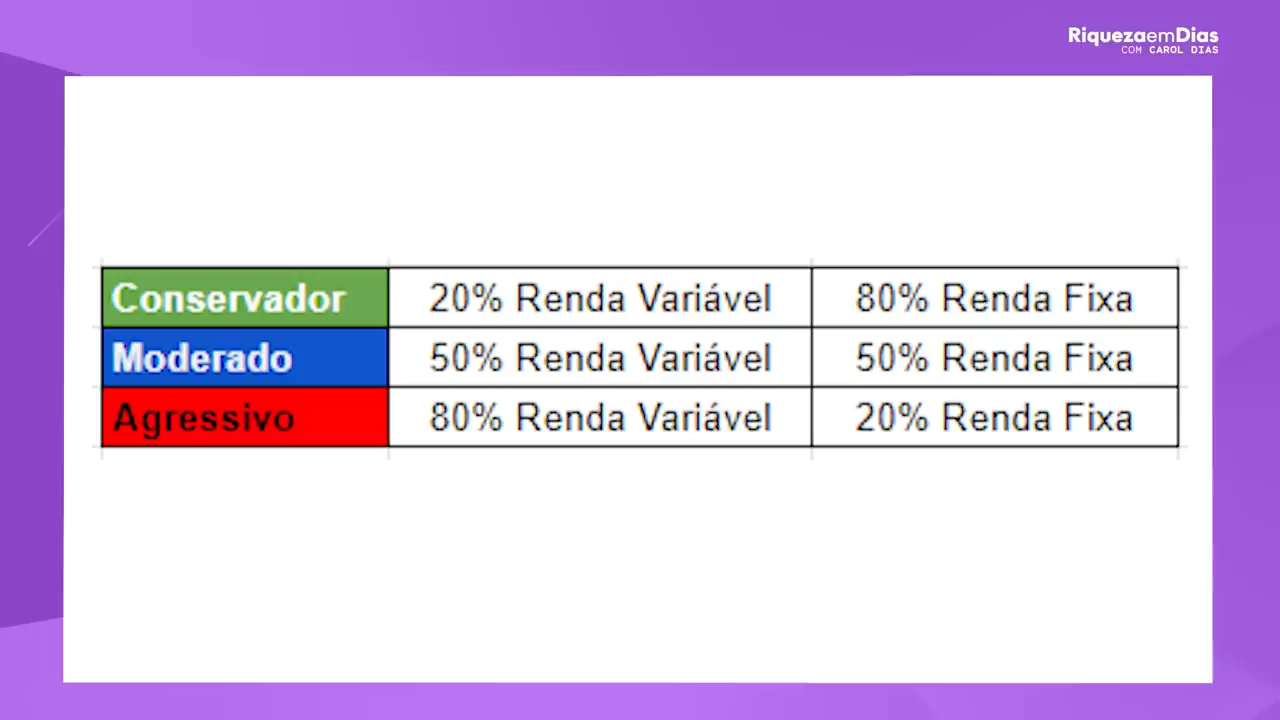 RiquezaemDias
COM CAROL DIAS
Conservador 20% Renda Variável 80% Renda Fixa
Moderado 50% Renda Variável 50% Renda Fixa
Agressivo 80% Renda Variável 20% Renda Fixa